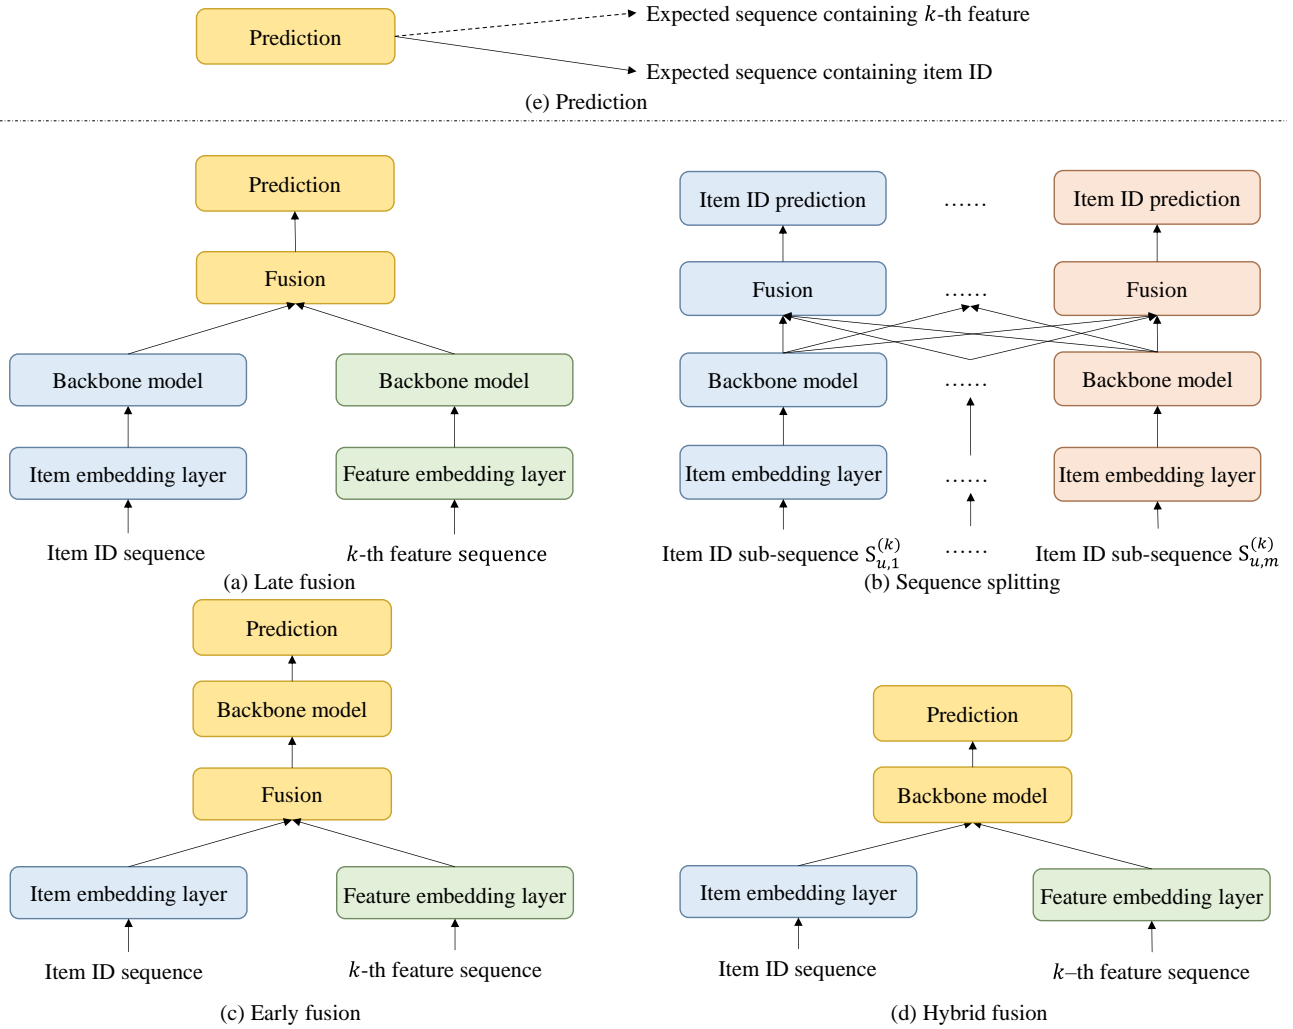 Prediction
Expected sequence containing k-th feature
Expected sequence containing item ID
(e) Prediction
Prediction
Fusion
Backbone model
Backbone model
Item embedding layer
Feature embedding layer
Item ID sequence
k-th feature sequence
(a) Late fusion
Item ID prediction
......
Item ID prediction
Fusion
......
Fusion
Backbone model
......
Backbone model
Item embedding layer
......
Item embedding layer
Item ID sub-sequence S_{u,1}^{(k)}
......
Item ID sub-sequence S_{u,m}^{(k)}
(b) Sequence splitting
Prediction
Backbone model
Fusion
Item embedding layer
Feature embedding layer
Item ID sequence
k-th feature sequence
(c) Early fusion
Prediction
Backbone model
Item embedding layer
Feature embedding layer
Item ID sequence
k–th feature sequence
(d) Hybrid fusion